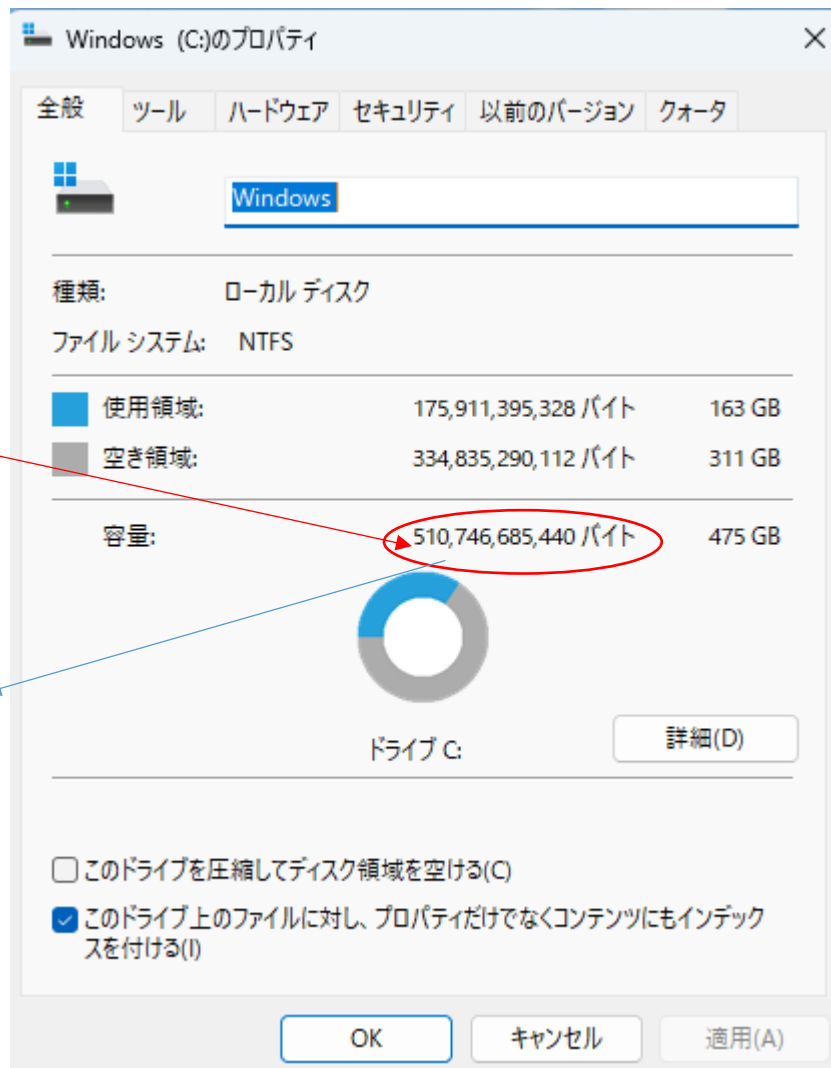 Windows (C:)のプロパティ
全般 ツール ハードウェア セキュリティ 以前のバージョン クォータ
Windows
種類: ローカル ディスク
ファイル システム: NTFS
使用領域: 175,911,395,328 バイト 163 GB
空き領域: 334,835,290,112 バイト 311 GB
容量: 510,746,685,440 バイト 475 GB
ドライブ C:
詳細(D)
このドライブを圧縮してディスク領域を空ける(C)
このドライブ上のファイルに対し、プロパティだけでなくコンテンツにもインデック
スを付ける(I)
OK キャンセル 適用(A)